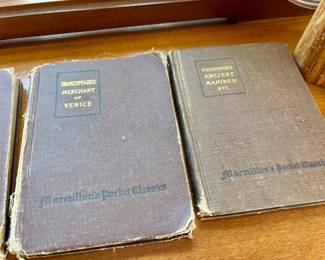 SHAKESPEARE'S
MERCHANT
OF
VENICE
Macmillan's Pocket Classics
COLERIDGE'S
ANCIENT
MARINER
ETC.
Macmillan's Pocket Classics